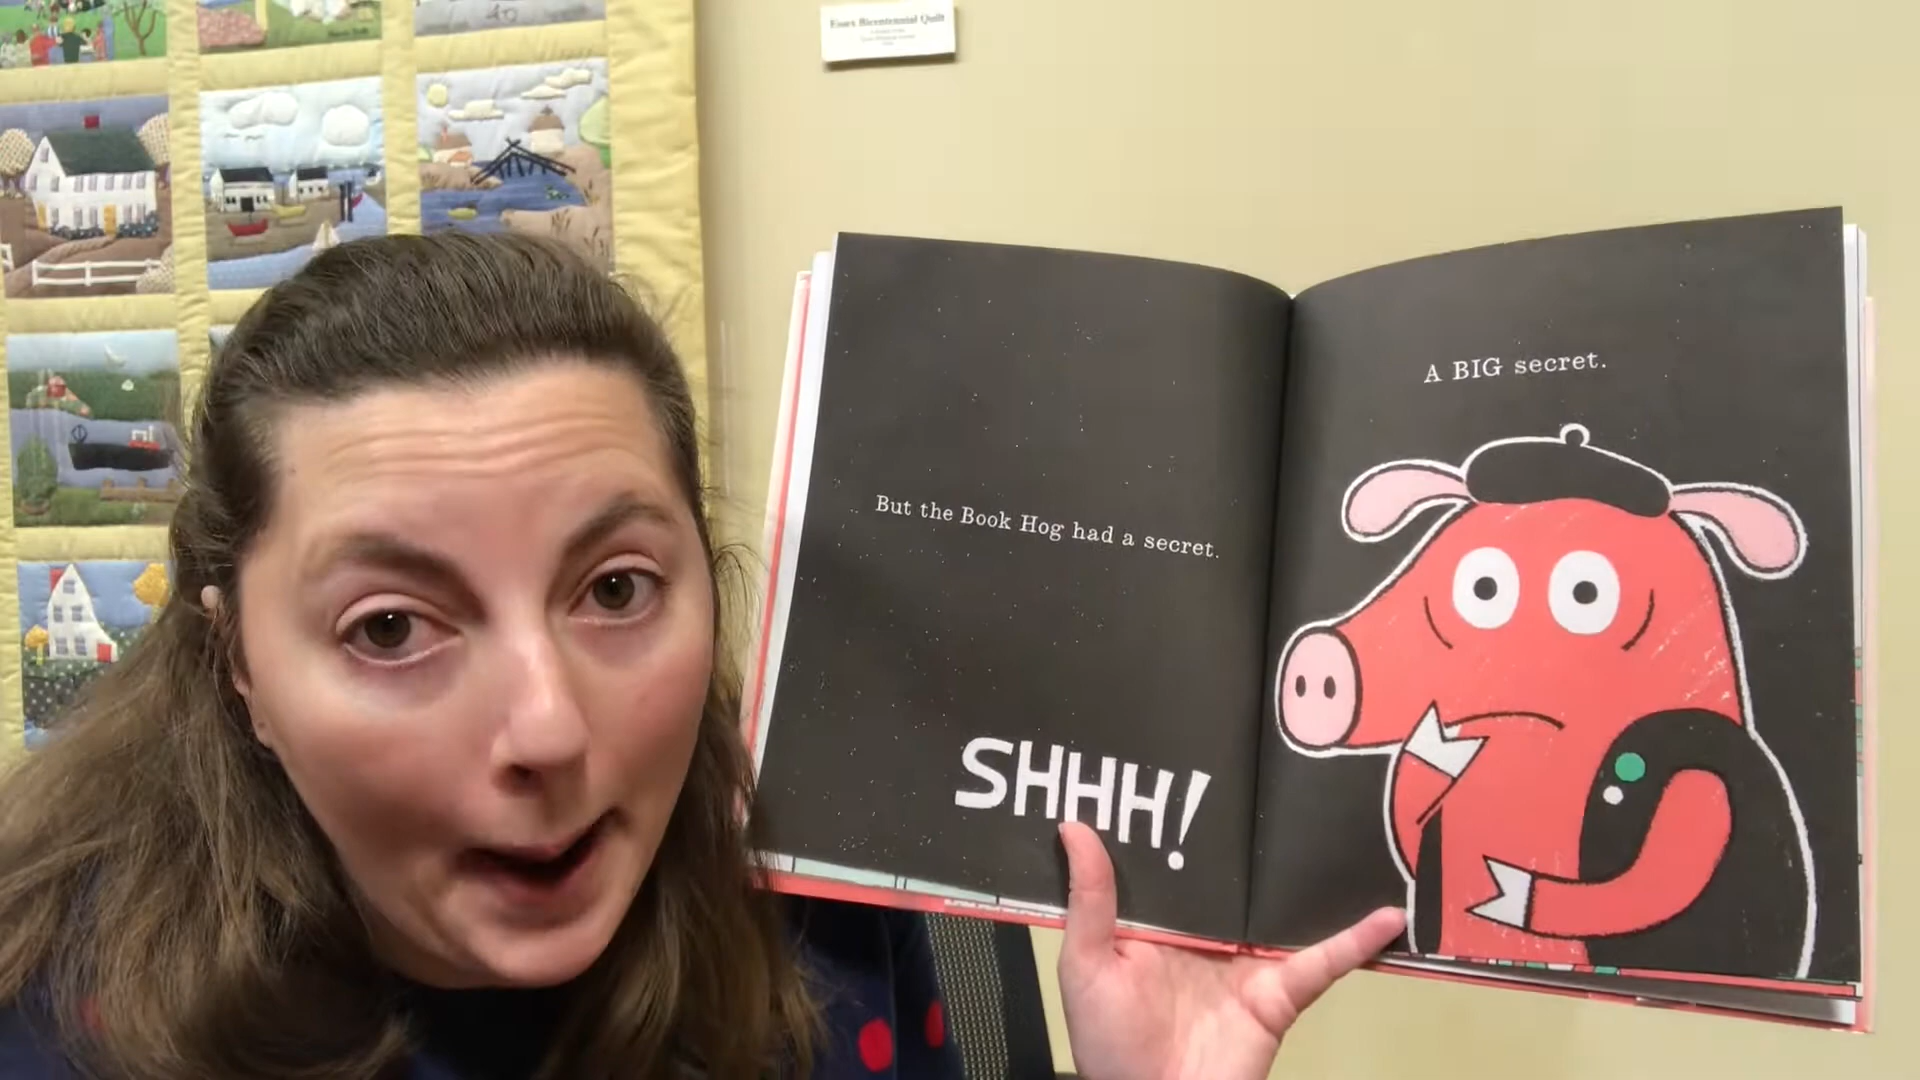 Essex Bicentennial Quilt
But the Book Hog had a secret.
SHHH!
A BIG secret.